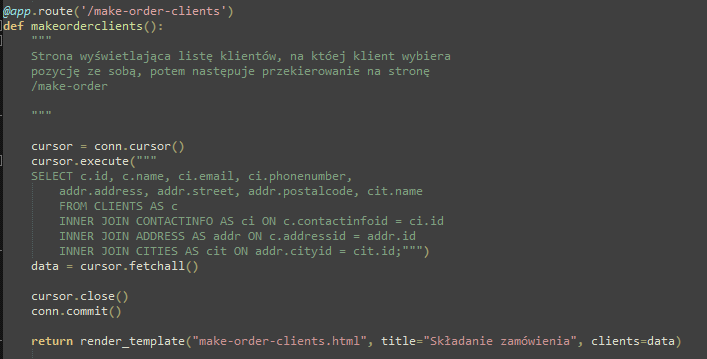 @app.route('/make-order-clients')
def makeorderclients():
    """
    Strona wyświetlająca listę klientów, na któej klient wybiera
    pozycję ze sobą, potem następuje przekierowanie na stronę
    /make-order

    """

    cursor = conn.cursor()
    cursor.execute("""
    SELECT c.id, c.name, ci.email, ci.phonenumber,
        addr.address, addr.street, addr.postalcode, cit.name
        FROM CLIENTS AS c
        INNER JOIN CONTACTINFO AS ci ON c.contactinfoid = ci.id
        INNER JOIN ADDRESS AS addr ON c.addressid = addr.id
        INNER JOIN CITIES AS cit ON addr.cityid = cit.id;""")
    data = cursor.fetchall()

    cursor.close()
    conn.commit()

    return render_template("make-order-clients.html", title="Składanie zamówienia", clients=data)